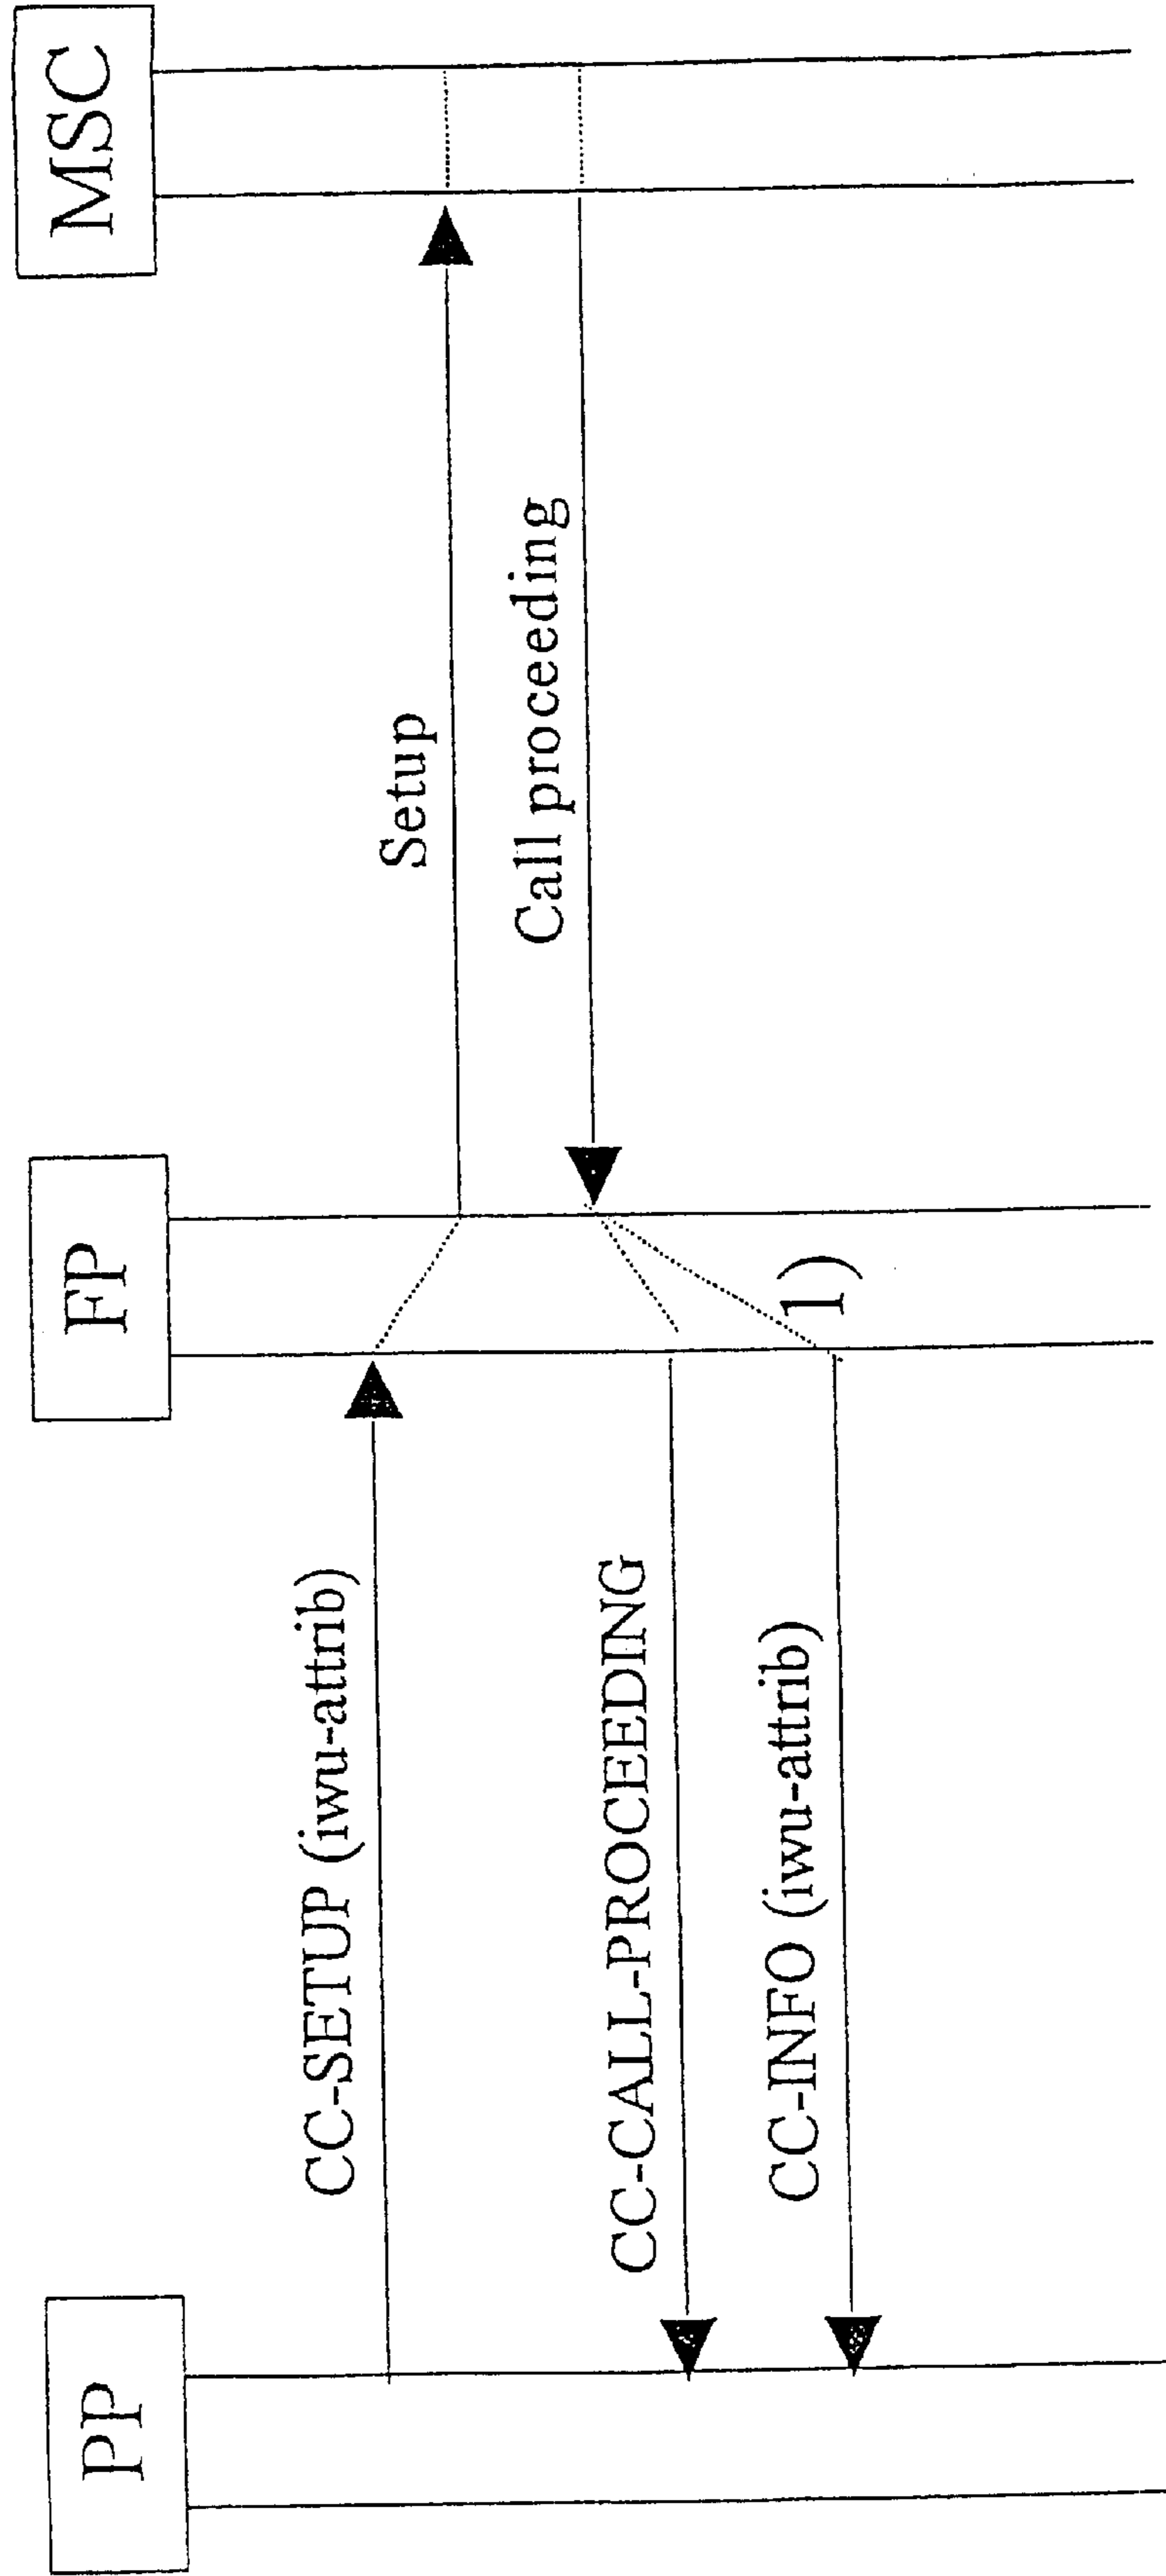 PP
FP
MSC
CC-SETUP (iwu-attrib)
Setup
Call proceeding
CC-CALL-PROCEEDING
1)
CC-INFO (iwu-attrib)